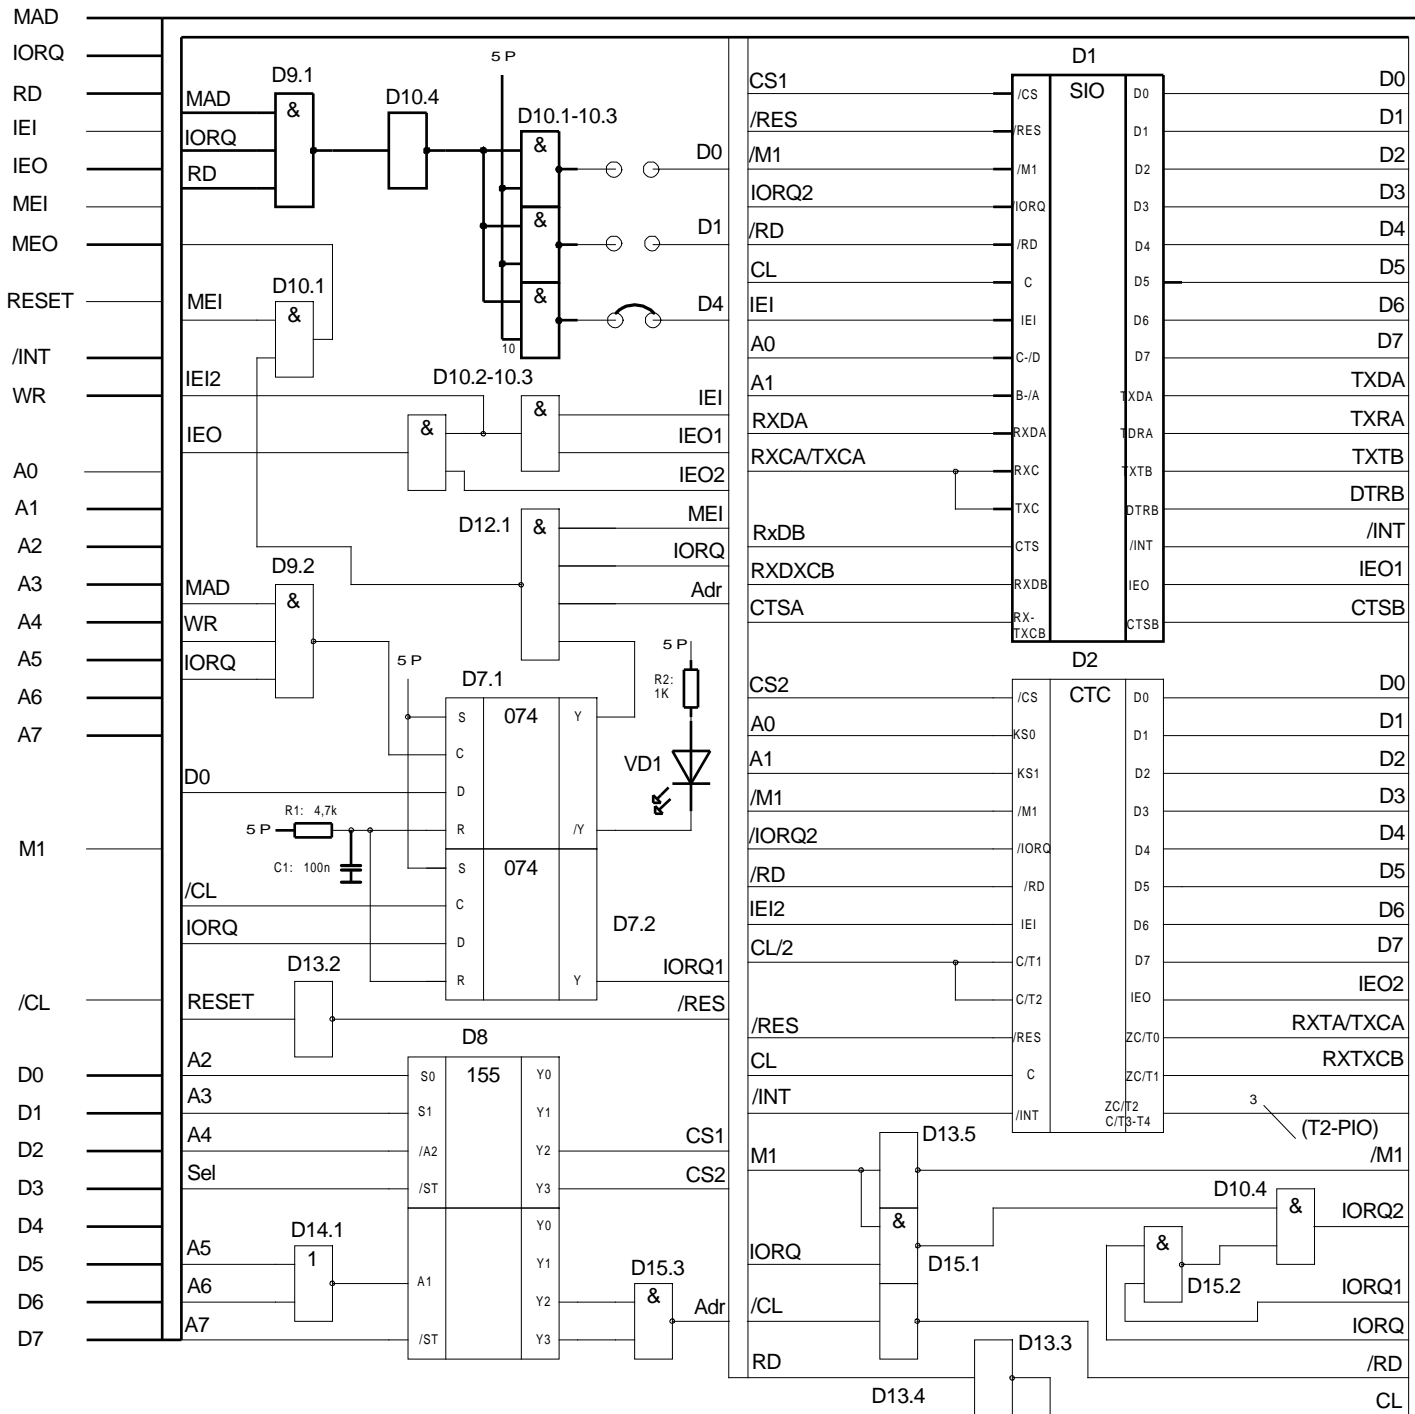 MAD
IORQ
RD
IEI
IEO
MEI
MEO
RESET
/INT
WR
A0
A1
A2
A3
A4
A5
A6
A7
M1
/CL
D0
D1
D2
D3
D4
D5
D6
D7
D9.1
MAD
IORQ
RD
&
D10.4
5 P
D10.1-10.3
&
&
&
10
D0
D1
D4
D10.1
MEI
&
D10.2-10.3
IEI2
IEO
&
&
IEI
IEO1
IEO2
D12.1
&
MEI
IORQ
Adr
D9.2
MAD
WR
IORQ
&
5 P
D7.1
S
074
Y
C
D
R
/Y
D0
R1: 4,7k
5 P
C1: 100n
5 P
R2:
1K
VD1
S
074
C
D
R
Y
D7.2
/CL
IORQ
IORQ1
D13.2
RESET
/RES
D8
A2
A3
A4
Sel
S0
155
Y0
S1
Y1
/A2
Y2
/ST
Y3
CS1
CS2
D14.1
A5
A6
A7
1
A1
/ST
Y0
Y1
Y2
Y3
D15.3
&
Adr
D1
SIO
CS1
/RES
/M1
IORQ2
/RD
CL
IEI
A0
A1
RXDA
RXCA/TXCA
RxDB
RXDXCB
CTSA
/CS
/RES
/M1
/IORQ
/RD
C
IEI
C-/D
B-/A
RXDA
RXC
TXC
CTS
RXDB
RX-
TXCB
D0
D1
D2
D3
D4
D5
D6
D7
TXDA
TDRA
TXTB
DTRB
/INT
IEO
CTSB
D0
D1
D2
D3
D4
D5
D6
D7
TXDA
TXRA
TXTB
DTRB
/INT
IEO1
CTSB
D2
CTC
CS2
A0
A1
/M1
/IORQ2
/RD
IEI2
CL/2
/RES
CL
/INT
/CS
KS0
KS1
/M1
/IORQ
/RD
IEI
C/T1
C/T2
/RES
C
/INT
D0
D1
D2
D3
D4
D5
D6
D7
IEO
ZC/T0
ZC/T1
ZC/T2
C/T3-T4
D0
D1
D2
D3
D4
D5
D6
D7
IEO2
RXTA/TXCA
RXTXCB
3
(T2-PIO)
D13.5
M1
/M1
&
IORQ
D15.1
/CL
D10.4
&
IORQ2
&
D15.2
IORQ1
IORQ
RD
D13.3
/RD
D13.4
CL